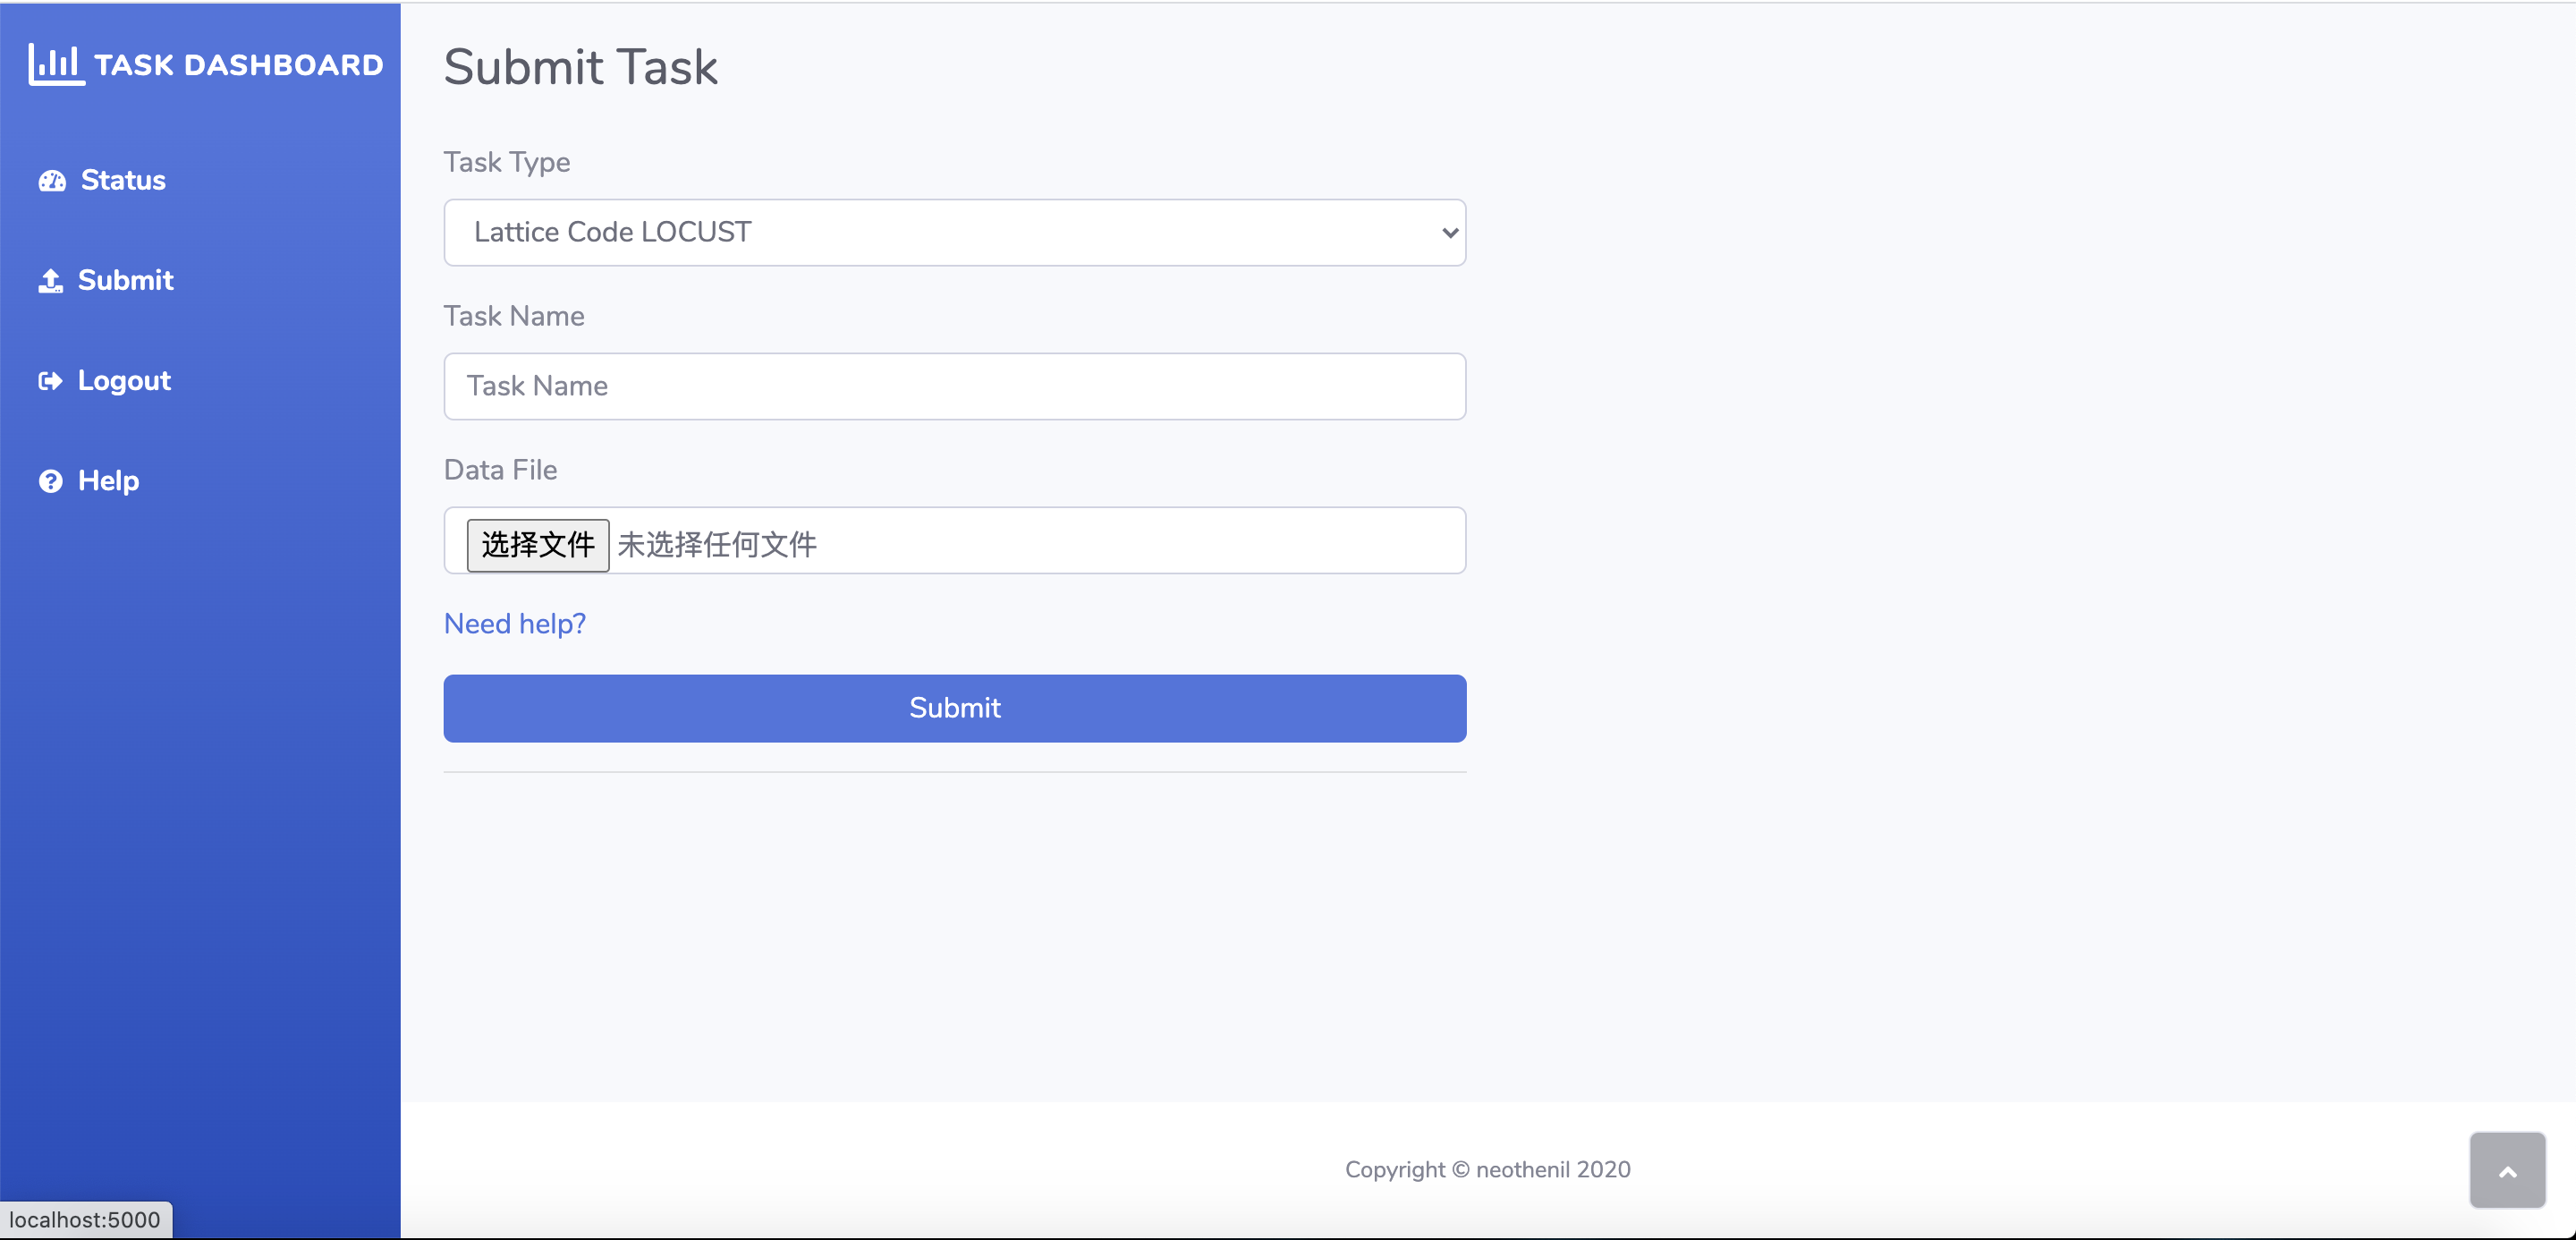 TASK DASHBOARD
Status
Submit
Logout
Help
Submit Task
Task Type
Lattice Code LOCUST
Task Name
Task Name
Data File
选择文件 未选择任何文件
Need help?
Submit
Copyright © neothenil 2020
localhost:5000